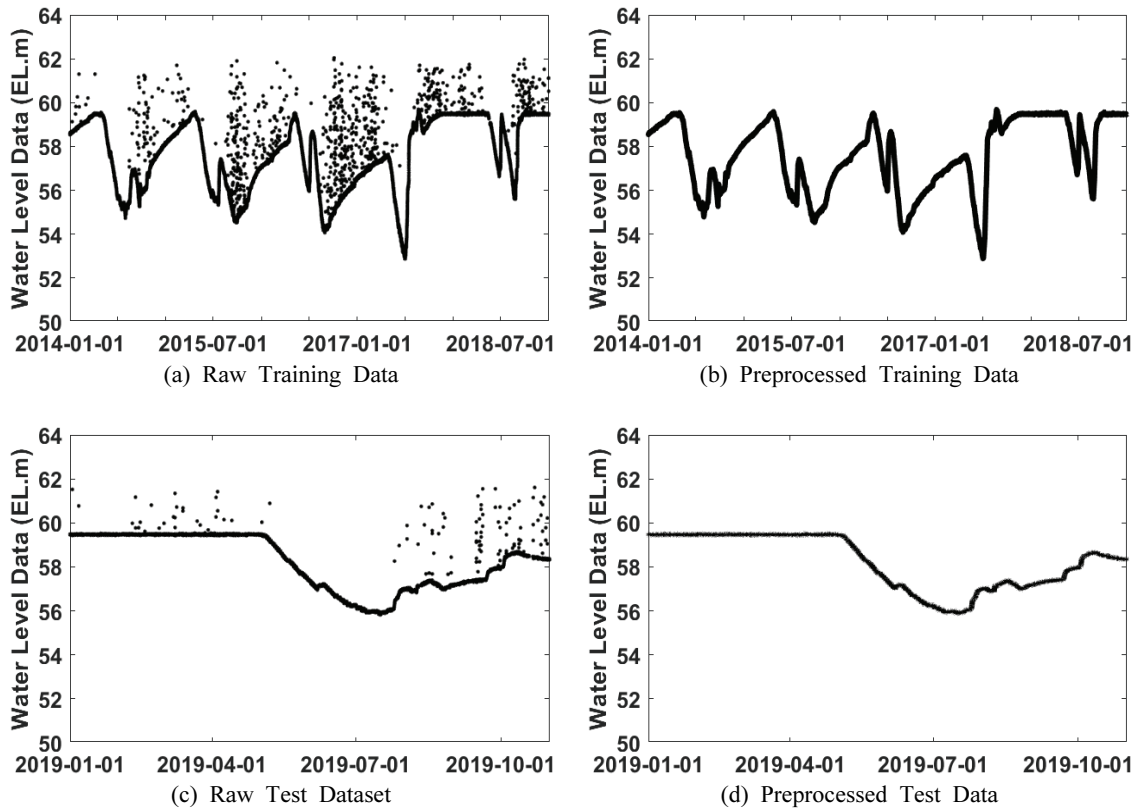 Water Level Data (EL.m)
64
62
60
58
56
54
52
50
2014-01-01 2015-07-01 2017-01-01 2018-07-01
(a) Raw Training Data
Water Level Data (EL.m)
64
62
60
58
56
54
52
50
2014-01-01 2015-07-01 2017-01-01 2018-07-01
(b) Preprocessed Training Data
Water Level Data (EL.m)
64
62
60
58
56
54
52
50
2019-01-01 2019-04-01 2019-07-01 2019-10-01
(c) Raw Test Dataset
Water Level Data (EL.m)
64
62
60
58
56
54
52
50
2019-01-01 2019-04-01 2019-07-01 2019-10-01
(d) Preprocessed Test Data